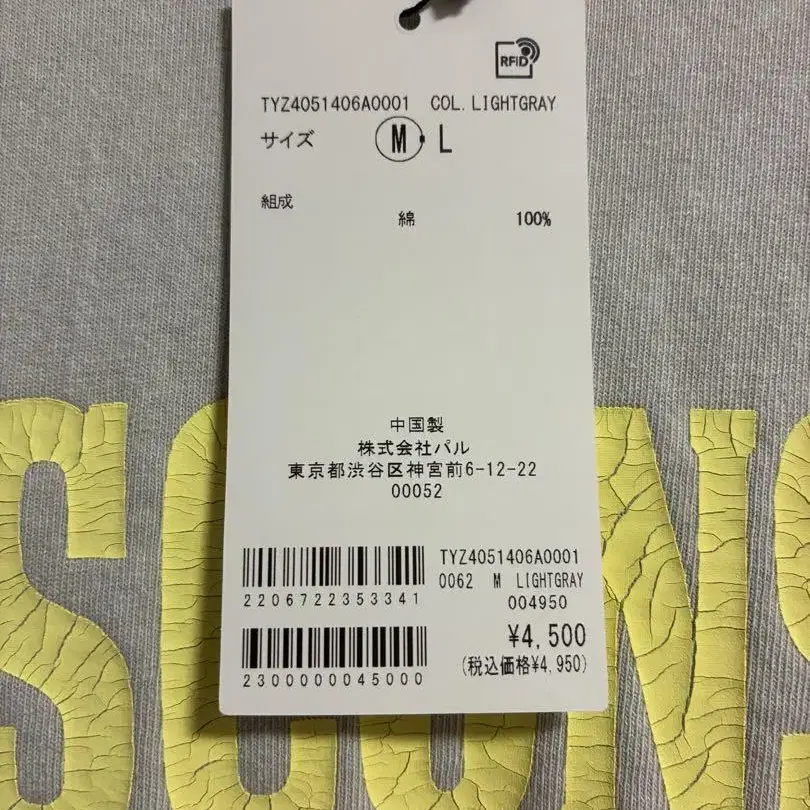 RFID
TYZ4051406A0001 COL.LIGHTGRAY
サイズ M L
組成
綿 100%
中国製
株式会社パル
東京都渋谷区神宮前6-12-22
00052
TYZ4051406A0001
0062 M LIGHTGRAY
2206722353341
004950
¥4,500
(税込価格¥4,950)
2300000045000
SCONS